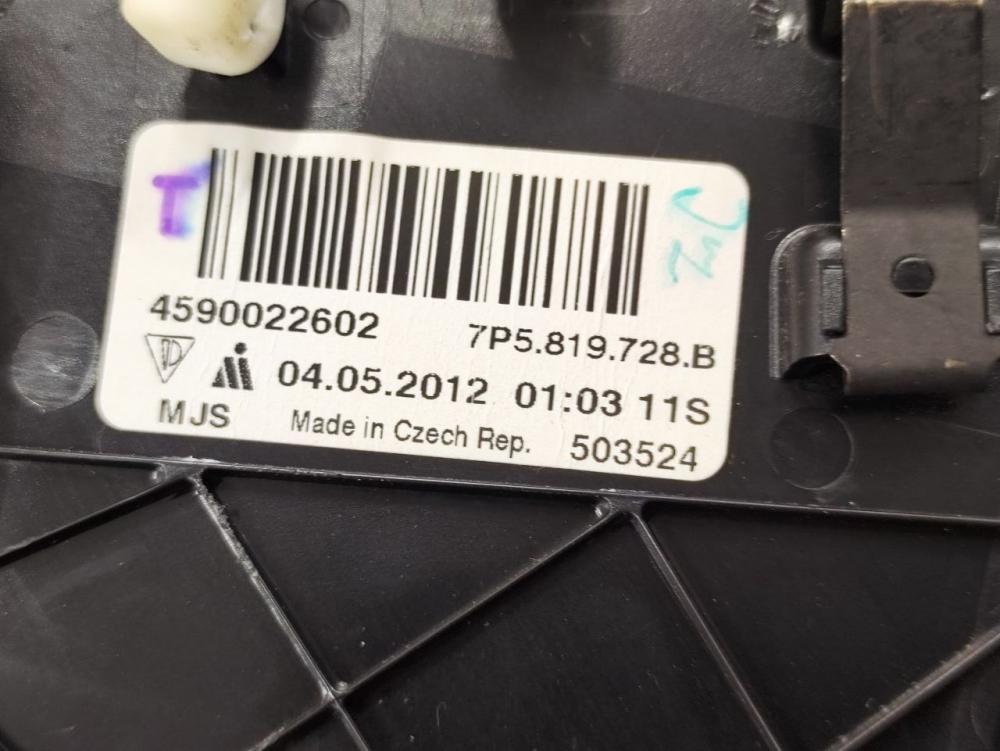 T
4590022602 7P5.819.728.B
04.05.2012 01:03 11S
MJS Made in Czech Rep. 503524